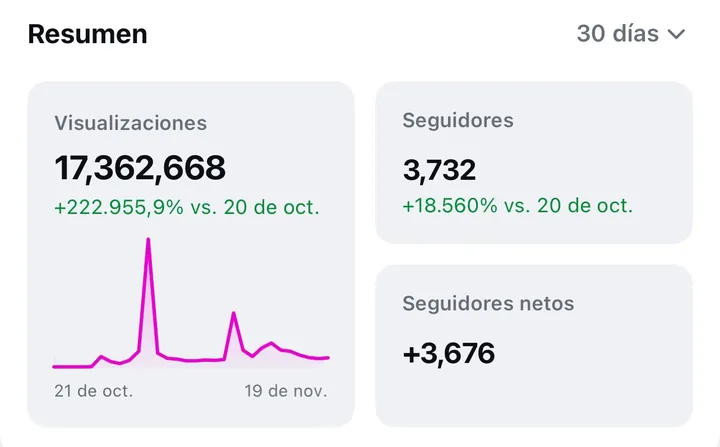 Resumen
30 días
Visualizaciones
17,362,668
+222.955,9% vs. 20 de oct.
21 de oct.
19 de nov.
Seguidores
3,732
+18.560% vs. 20 de oct.
Seguidores netos
+3,676